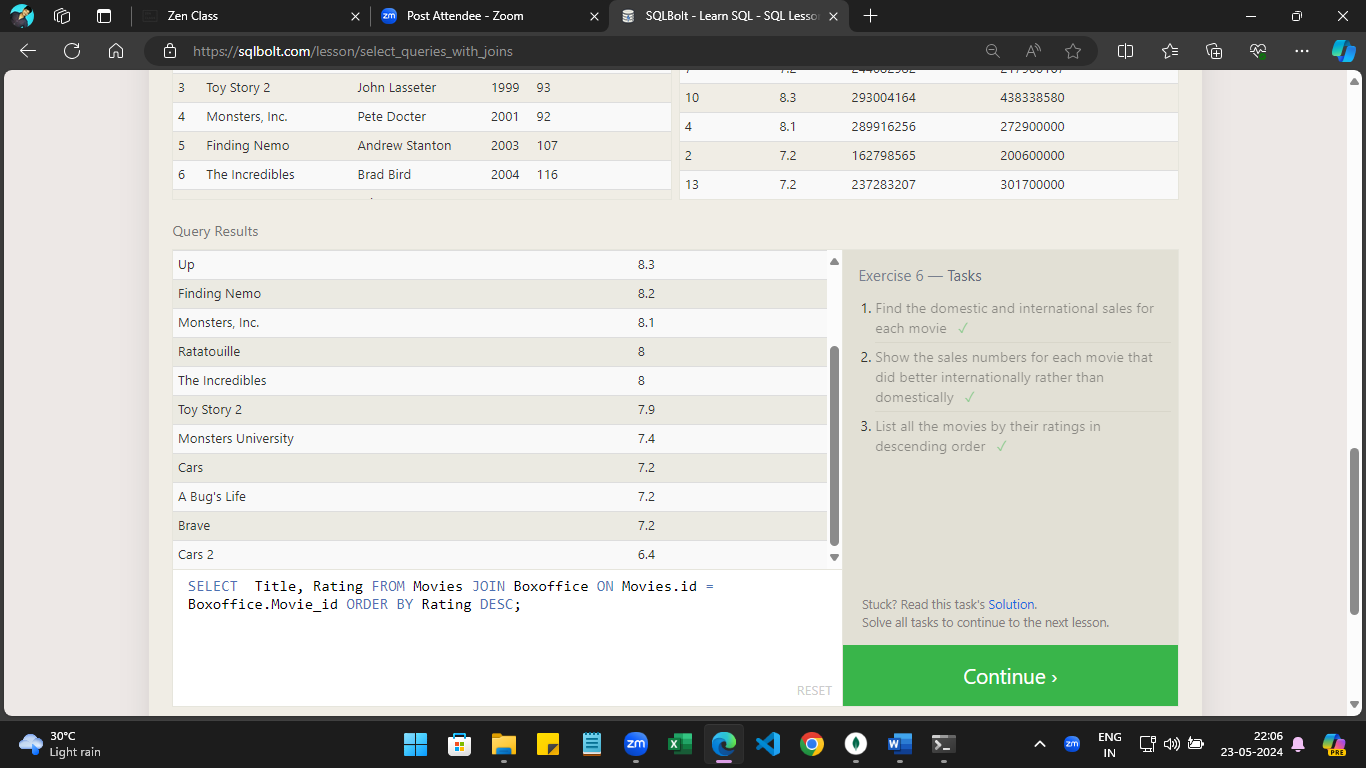 Zen Class
Post Attendee - Zoom
SQLBolt - Learn SQL - SQL Lesso
https://sqlbolt.com/lesson/select_queries_with_joins
3 Toy Story 2 John Lasseter 1999 93
4 Monsters, Inc. Pete Docter 2001 92
5 Finding Nemo Andrew Stanton 2003 107
6 The Incredibles Brad Bird 2004 116
10 8.3 293004164 438338580
4 8.1 289916256 272900000
2 7.2 162798565 200600000
13 7.2 237283207 301700000
Query Results
Up 8.3
Finding Nemo 8.2
Monsters, Inc. 8.1
Ratatouille 8
The Incredibles 8
Toy Story 2 7.9
Monsters University 7.4
Cars 7.2
A Bug's Life 7.2
Brave 7.2
Cars 2 6.4
SELECT  Title, Rating FROM Movies JOIN Boxoffice ON Movies.id =
Boxoffice.Movie_id ORDER BY Rating DESC;
RESET
Exercise 6 — Tasks
1. Find the domestic and international sales for
each movie ✓
2. Show the sales numbers for each movie that
did better internationally rather than
domestically ✓
3. List all the movies by their ratings in
descending order ✓
Stuck? Read this task's Solution.
Solve all tasks to continue to the next lesson.
Continue ›
30°C
Light rain
ENG
IN
22:06
23-05-2024